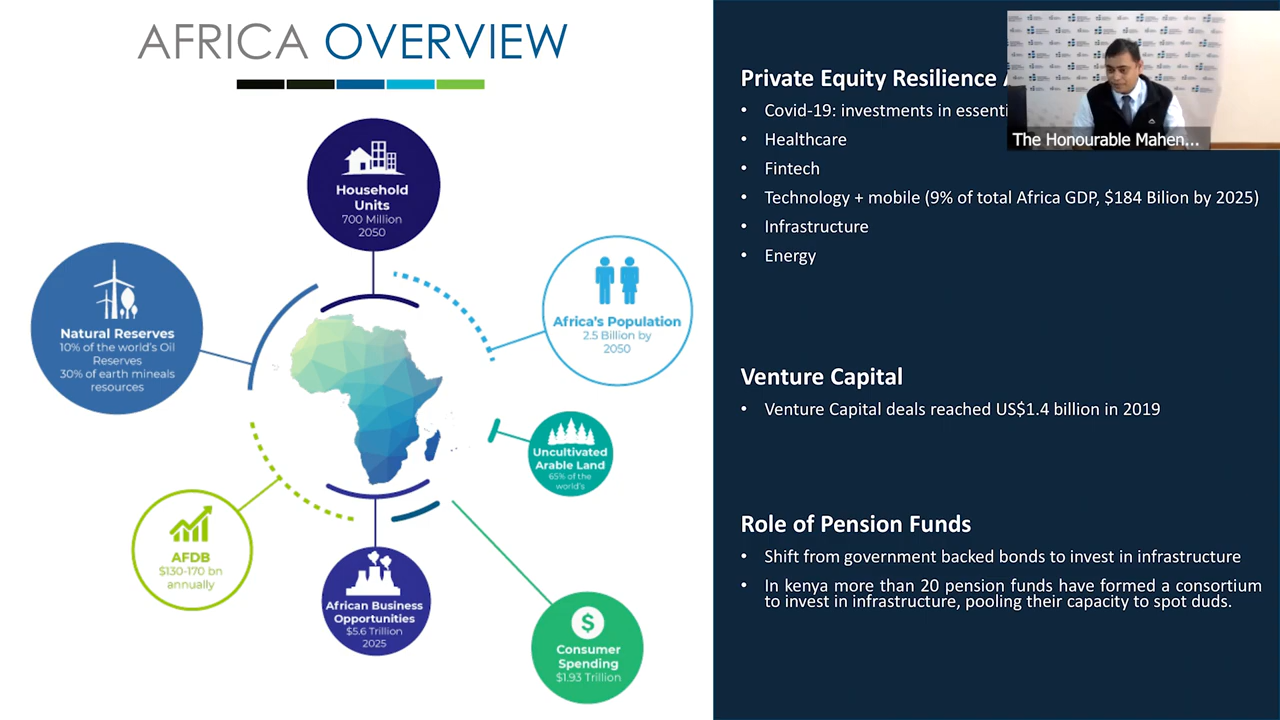 AFRICA OVERVIEW
Household
Units
700 Million
2050
Natural Reserves
10% of the world's Oil
Reserves
30% of earth mineals
resources
Africa's Population
2.5 Billion by
2050
Uncultivated
Arable Land
65% of the
world's
AFDB
$130-170 bn
annually
African Business
Opportunities
$5.6 Trillion
2025
$
Consumer
Spending
$1.93 Trillion
Private Equity Resilience
• Covid-19: investments in essenti
• Healthcare
• Fintech
• Technology + mobile (9% of total Africa GDP, $184 Bilion by 2025)
• Infrastructure
• Energy
Venture Capital
• Venture Capital deals reached US$1.4 billion in 2019
Role of Pension Funds
• Shift from government backed bonds to invest in infrastructure
• In kenya more than 20 pension funds have formed a consortium
to invest in infrastructure, pooling their capacity to spot duds.
The Honourable Mahen...